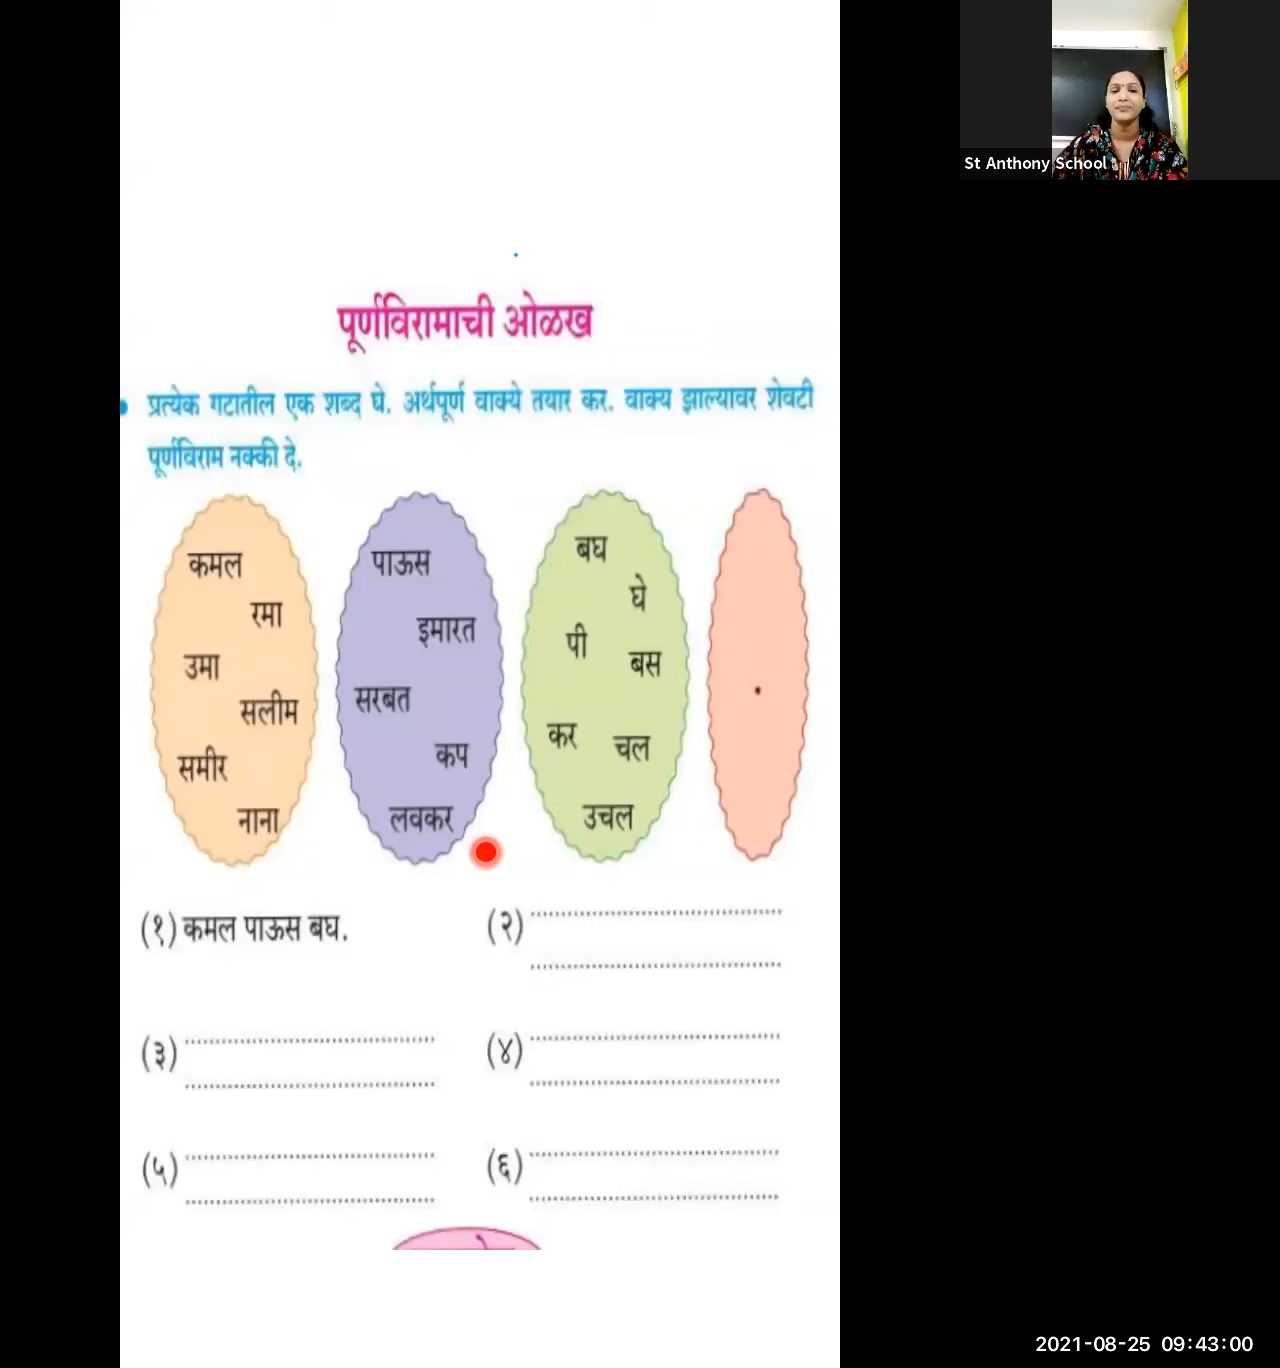 St Anthony School
पूर्णविरामाची ओळख
प्रत्येक गटातील एक शब्द घे. अर्थपूर्ण वाक्ये तयार कर. वाक्य झाल्यावर शेवटी
पूर्णविराम नक्की दे.
कमल
रमा
उमा
सलीम
समीर
नाना
पाऊस
इमारत
सरबत
कप
लवकर
बघ
घे
पी
बस
कर
चल
उचल
.
(१) कमल पाऊस बघ.
(२)
(३)
(४)
(५)
(६)
2021-08-25 09:43:00